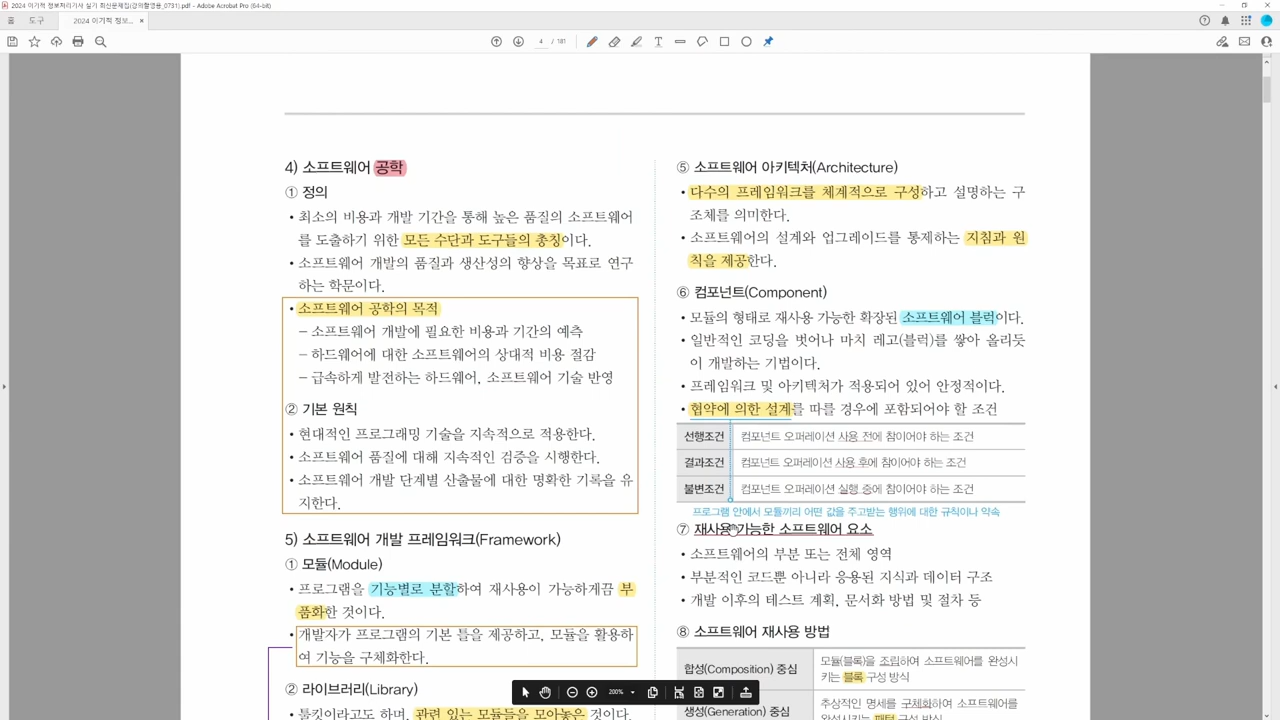 2024 이기적 정보처리기사 실기 최신문제집(강의촬영용_0731).pdf - Adobe Acrobat Pro (64-bit)
홈 도구 2024 이기적 정보... ×
4 / 181
4) 소프트웨어 공학
① 정의
• 최소의 비용과 개발 기간을 통해 높은 품질의 소프트웨어
를 도출하기 위한 모든 수단과 도구들의 총칭이다.
• 소프트웨어 개발의 품질과 생산성의 향상을 목표로 연구
하는 학문이다.
• 소프트웨어 공학의 목적
– 소프트웨어 개발에 필요한 비용과 기간의 예측
– 하드웨어에 대한 소프트웨어의 상대적 비용 절감
– 급속하게 발전하는 하드웨어, 소프트웨어 기술 반영
② 기본 원칙
• 현대적인 프로그래밍 기술을 지속적으로 적용한다.
• 소프트웨어 품질에 대해 지속적인 검증을 시행한다.
• 소프트웨어 개발 단계별 산출물에 대한 명확한 기록을 유
지한다.
5) 소프트웨어 개발 프레임워크(Framework)
① 모듈(Module)
• 프로그램을 기능별로 분할하여 재사용이 가능하게끔 부
품화한 것이다.
• 개발자가 프로그램의 기본 틀을 제공하고, 모듈을 활용하
여 기능을 구체화한다.
② 라이브러리(Library)
• 툴킷이라고도 하며, 관련 있는 모듈들을 모아놓은 것이다.
⑤ 소프트웨어 아키텍처(Architecture)
• 다수의 프레임워크를 체계적으로 구성하고 설명하는 구
조체를 의미한다.
• 소프트웨어의 설계와 업그레이드를 통제하는 지침과 원
칙을 제공한다.
⑥ 컴포넌트(Component)
• 모듈의 형태로 재사용 가능한 확장된 소프트웨어 블럭이다.
• 일반적인 코딩을 벗어나 마치 레고(블럭)를 쌓아 올리듯
이 개발하는 기법이다.
• 프레임워크 및 아키텍처가 적용되어 있어 안정적이다.
• 협약에 의한 설계를 따를 경우에 포함되어야 할 조건
선행조건 컴포넌트 오퍼레이션 사용 전에 참이어야 하는 조건
결과조건 컴포넌트 오퍼레이션 사용 후에 참이어야 하는 조건
불변조건 컴포넌트 오퍼레이션 실행 중에 참이어야 하는 조건
프로그램 안에서 모듈끼리 어떤 값을 주고받는 행위에 대한 규칙이나 약속
⑦ 재사용 가능한 소프트웨어 요소
• 소프트웨어의 부분 또는 전체 영역
• 부분적인 코드뿐 아니라 응용된 지식과 데이터 구조
• 개발 이후의 테스트 계획, 문서화 방법 및 절차 등
⑧ 소프트웨어 재사용 방법
합성(Composition) 중심 모듈(블록)을 조립하여 소프트웨어를 완성시
키는 블록 구성 방식
생성(Generation) 중심 추상적인 명세를 구체화하여 소프트웨어를
완성시키는 패턴 구성 방식
200%